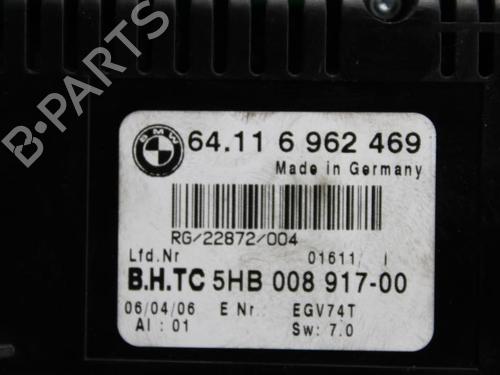 BMW
64.11 6 962 469
Made in Germany
RG/22872/004
Lfd.Nr 01611/ I
B.H.TC 5HB 008 917-00
06/04/06 E Nr. EGV74T
AI : 01 Sw: 7.0
B-PARTS